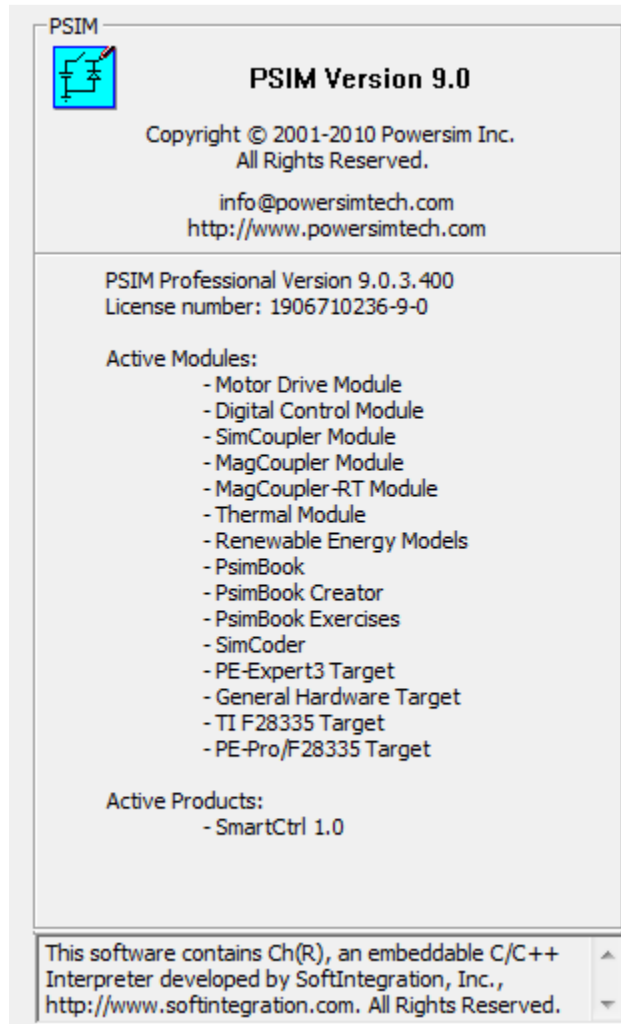 PSIM
PSIM Version 9.0
Copyright © 2001-2010 Powersim Inc.
All Rights Reserved.
info@powersimtech.com
http://www.powersimtech.com
PSIM Professional Version 9.0.3.400
License number: 1906710236-9-0
Active Modules:
- Motor Drive Module
- Digital Control Module
- SimCoupler Module
- MagCoupler Module
- MagCoupler-RT Module
- Thermal Module
- Renewable Energy Models
- PsimBook
- PsimBook Creator
- PsimBook Exercises
- SimCoder
- PE-Expert3 Target
- General Hardware Target
- TI F28335 Target
- PE-Pro/F28335 Target
Active Products:
- SmartCtrl 1.0
This software contains Ch(R), an embeddable C/C++
Interpreter developed by SoftIntegration, Inc.,
http://www.softintegration.com. All Rights Reserved.